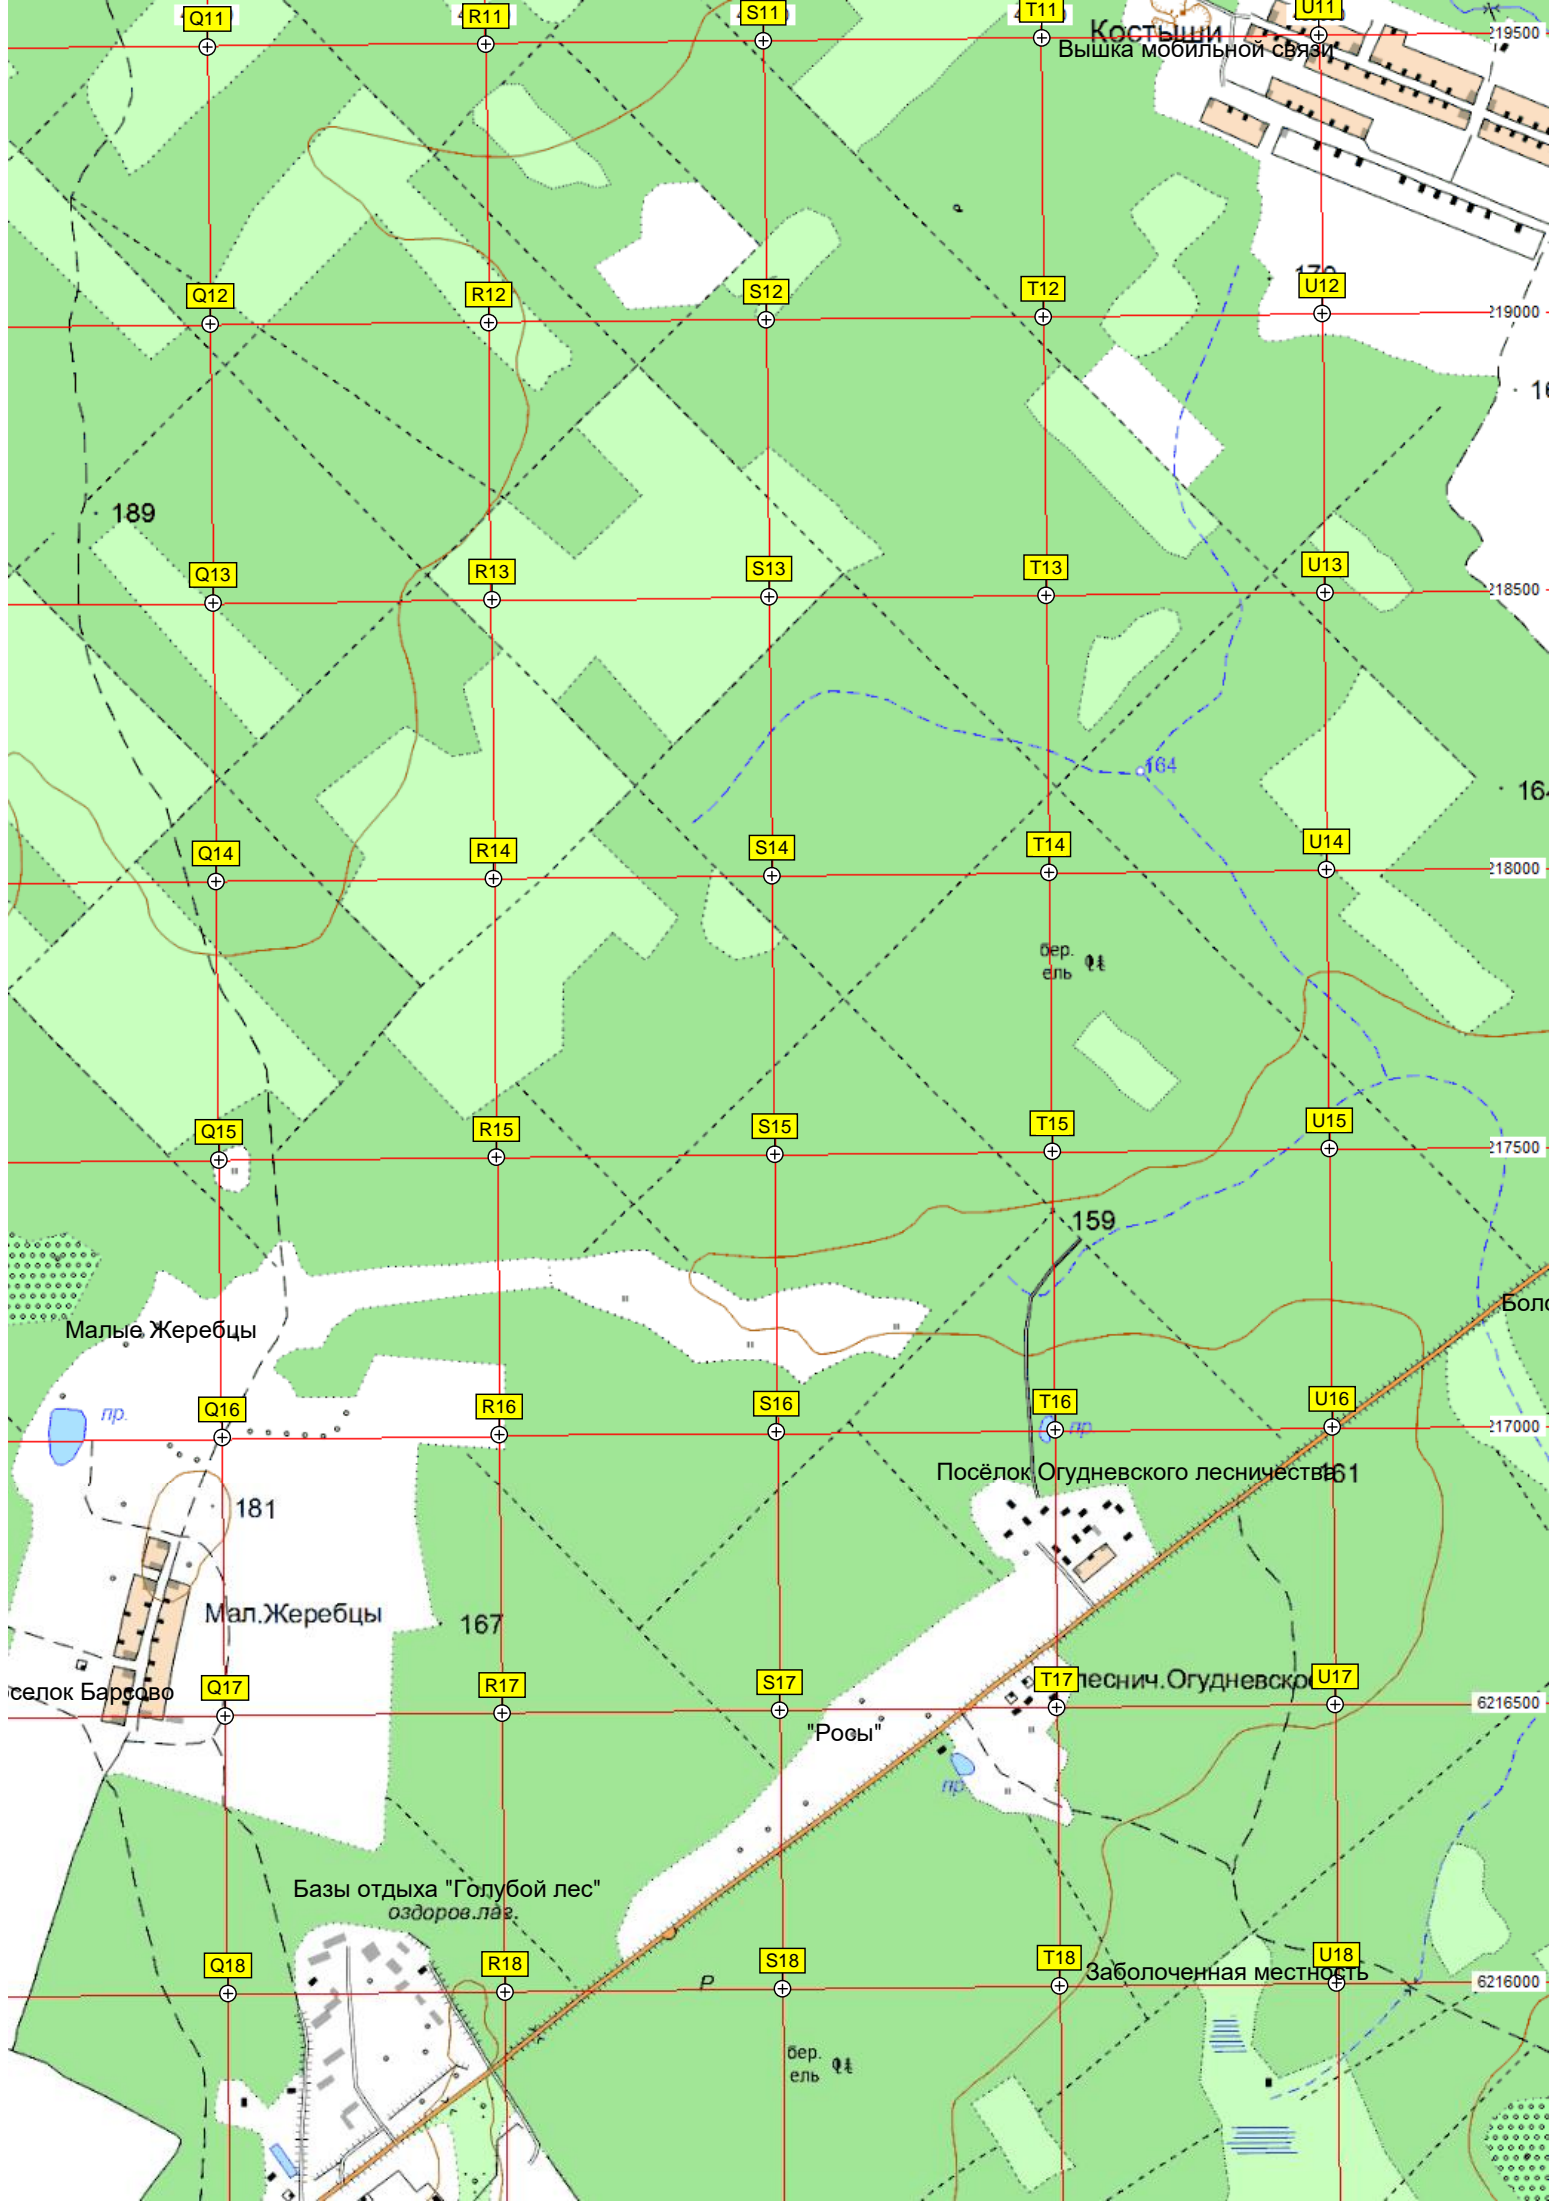 Q11
R11
S11
T11
U11
Костыши
219500
Вышка мобильной связи
Q12
R12
S12
T12
170
U12
219000
189
Q13
R13
S13
T13
U13
218500
164
Q14
R14
S14
T14
U14
218000
бер.
ель
Q15
R15
S15
T15
U15
217500
159
Малые Жеребцы
пр.
Q16
R16
S16
T16
пр.
U16
217000
Посёлок Огудневского лесничества
161
181
Мал.Жеребцы
167
Q17
R17
S17
T17
U17
6216500
"Росы"
пр.
Базы отдыха "Голубой лес"
оздоров.лаг.
Q18
R18
Р
S18
T18
Заболоченная местность
U18
6216000
бер.
ель